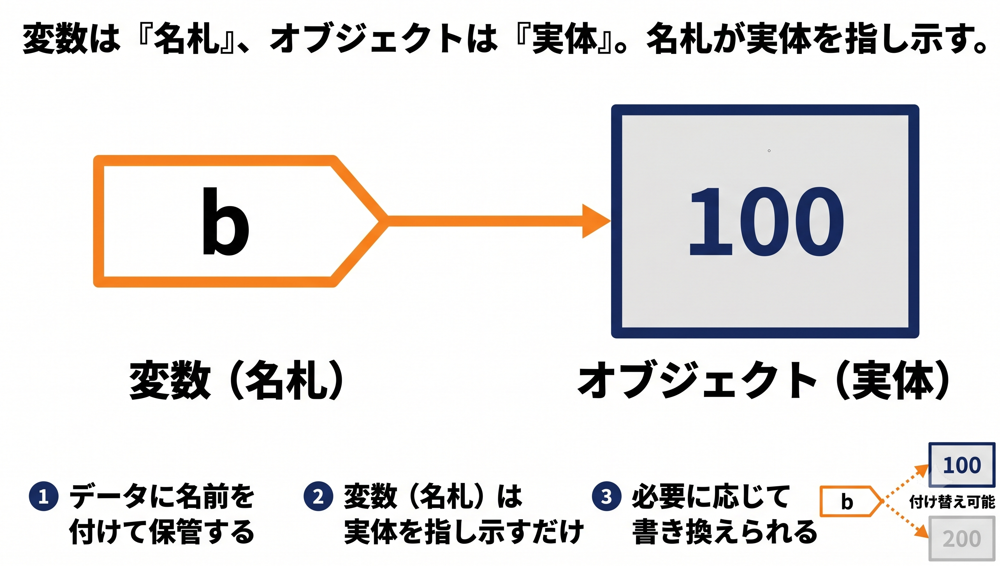 変数は『名札』、オブジェクトは『実体』。名札が実体を指し示す。
b
100
変数（名札）
オブジェクト（実体）
1 データに名前を
付けて保管する
2 変数（名札）は
実体を指し示すだけ
3 必要に応じて
書き換えられる
b
100
付け替え可能
200